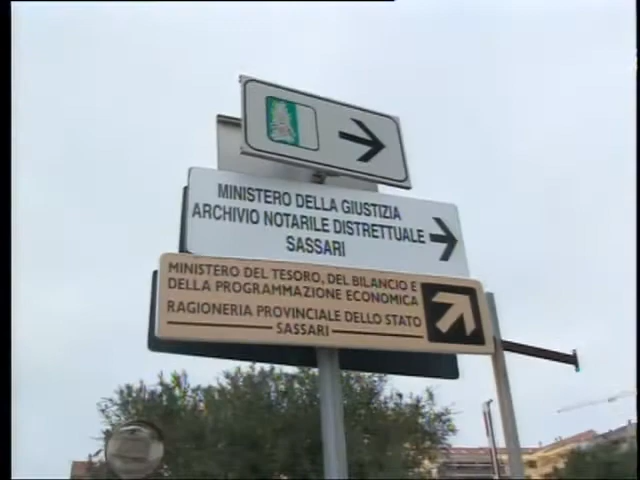 MINISTERO DELLA GIUSTIZIA
ARCHIVIO NOTARILE DISTRETTUALE
SASSARI
MINISTERO DEL TESORO, DEL BILANCIO E
DELLA PROGRAMMAZIONE ECONOMICA
RAGIONERIA PROVINCIALE DELLO STATO
SASSARI